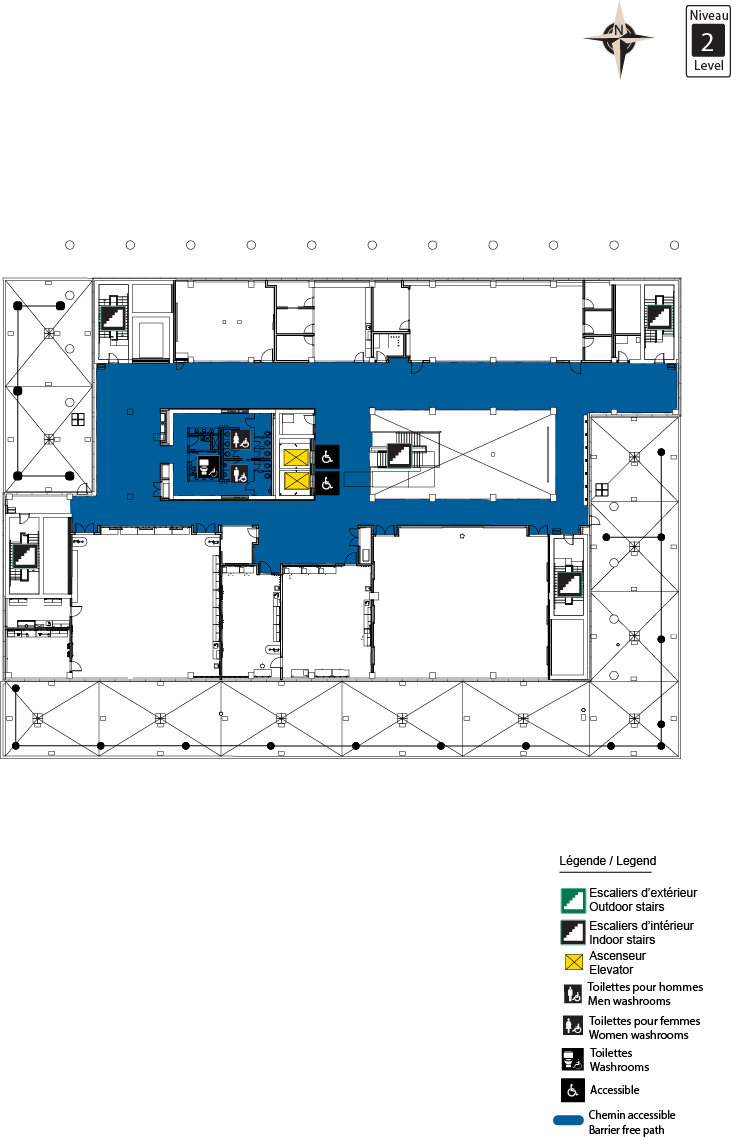 N
Niveau
2
Level
Légende / Legend
Escaliers d'extérieur
Outdoor stairs
Escaliers d'intérieur
Indoor stairs
Ascenseur
Elevator
Toilettes pour hommes
Men washrooms
Toilettes pour femmes
Women washrooms
Toilettes
Washrooms
Accessible
Chemin accessible
Barrier free path